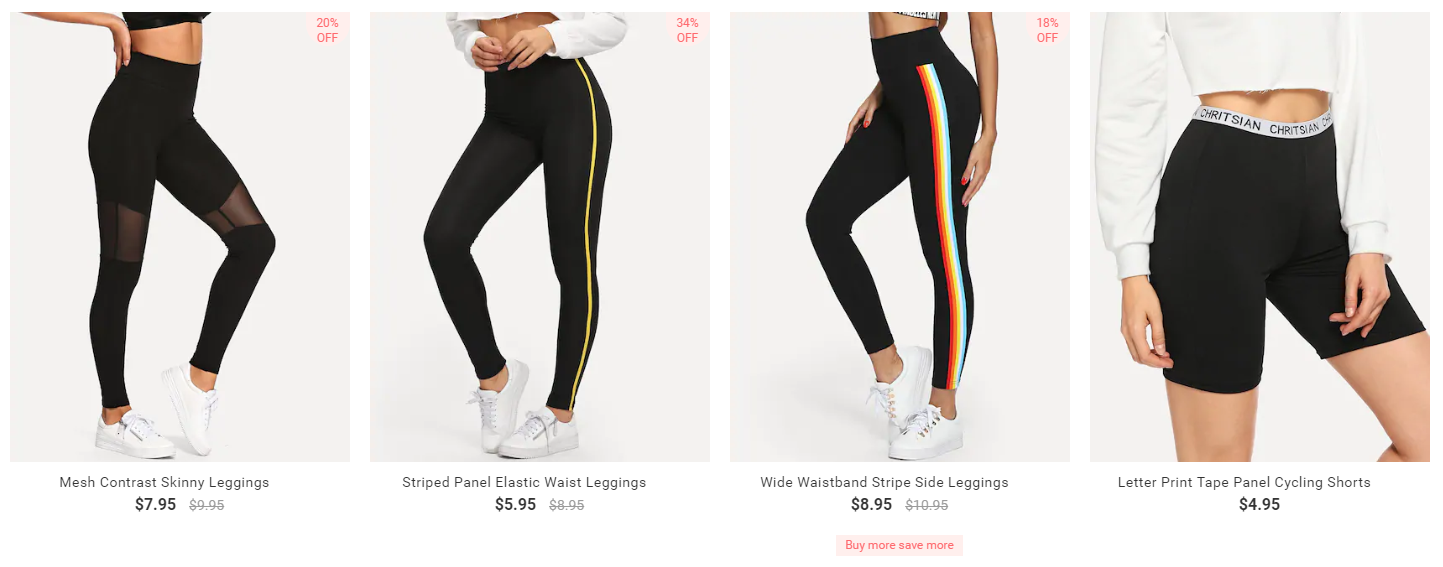 20%
OFF
34%
OFF
18%
OFF
CHRITSIAN CHRITSIAN CHR
Mesh Contrast Skinny Leggings
$7.95 $9.95
Striped Panel Elastic Waist Leggings
$5.95 $8.95
Wide Waistband Stripe Side Leggings
$8.95 $10.95
Buy more save more
Letter Print Tape Panel Cycling Shorts
$4.95